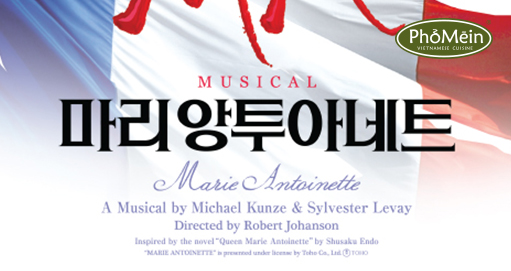 PhốMein
VIETNAMESE CUISINE
MUSICAL
마리 앙투아네트
Marie Antoinette
A Musical by Michael Kunze & Sylvester Levay
Directed by Robert Johanson
Inspired by the novel "Queen Marie Antoinette" by Shusaku Endo
"MARIE ANTOINETTE" is presented under license by Toho Co., Ltd. TOHO